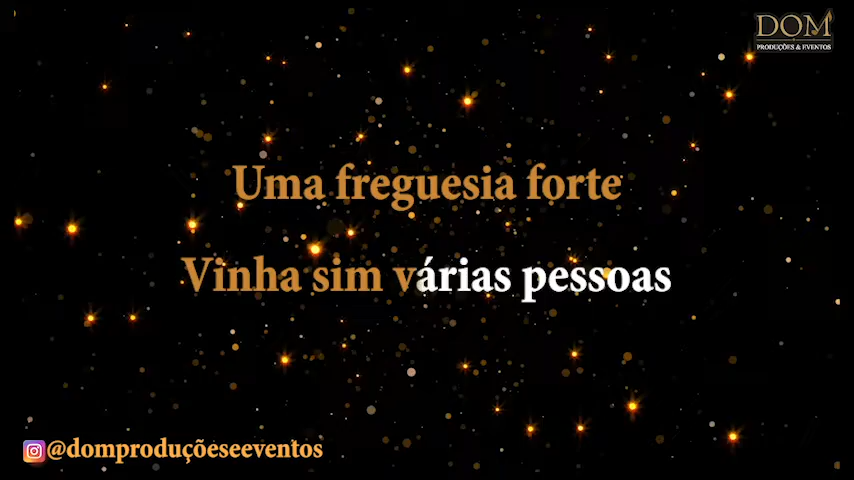 DOM
PRODUÇÕES & EVENTOS
Uma freguesia forte
Vinha sim várias pessoas
@domproduçõeseeventos